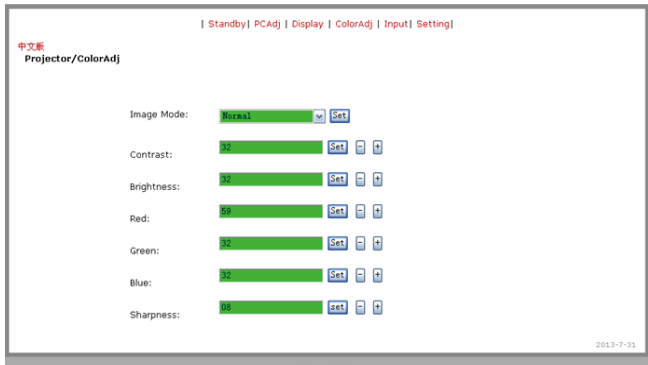 | Standby| PCAdj | Display | ColorAdj | Input| Setting|
中文版
Projector/ColorAdj
Image Mode: Normal Set
Contrast: 32 Set - +
Brightness: 32 Set - +
Red: 59 Set - +
Green: 32 Set - +
Blue: 32 Set - +
Sharpness: 08 set - +
2013-7-31